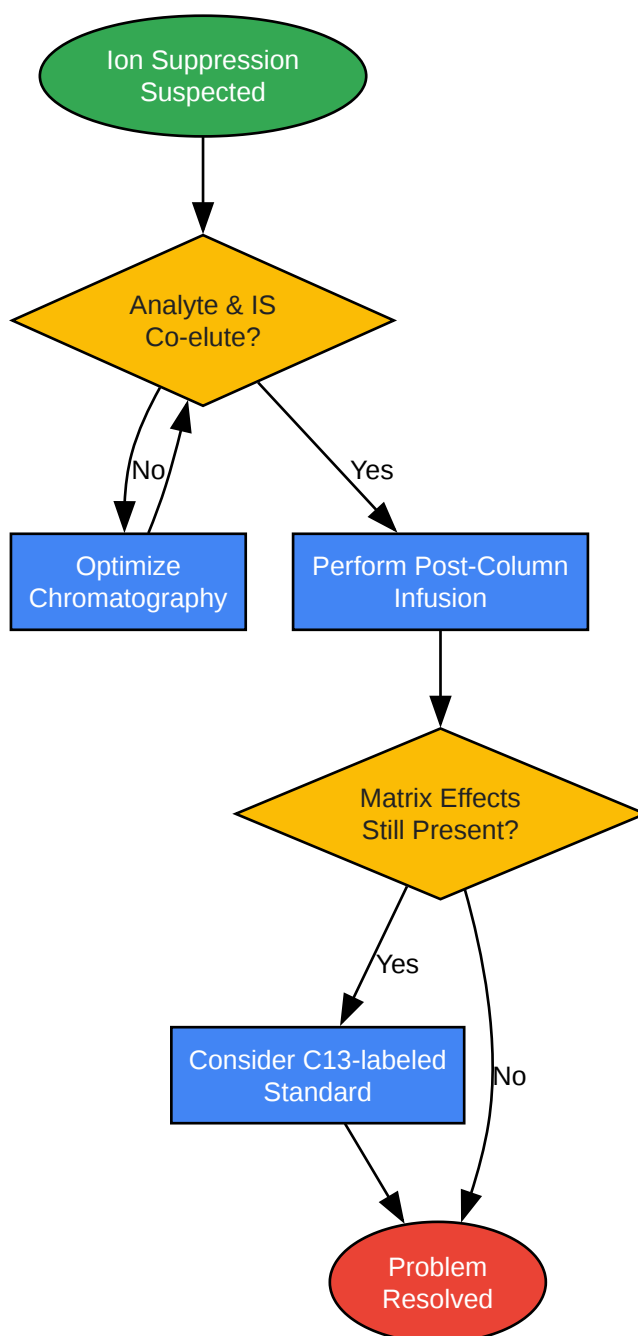 Ion Suppression
Suspected
Analyte & IS
Co-elute?
No
Yes
Optimize
Chromatography
Perform Post-Column
Infusion
Matrix Effects
Still Present?
Yes
Consider C13-labeled
Standard
No
Problem
Resolved